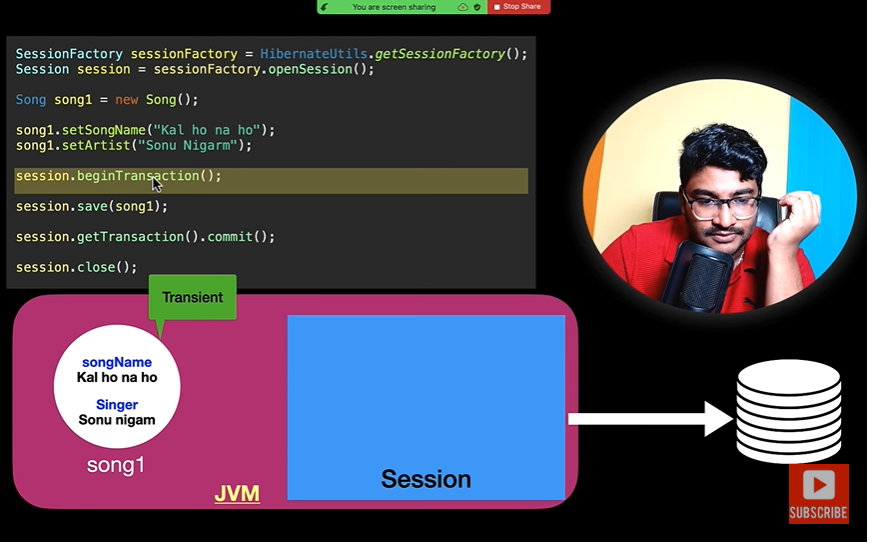 You are screen sharing
Stop Share
SessionFactory sessionFactory = HibernateUtils.getSessionFactory();
Session session = sessionFactory.openSession();
Song song1 = new Song();
song1.setSongName("Kal ho na ho");
song1.setArtist("Sonu Nigarm");
session.beginTransaction();
session.save(song1);
session.getTransaction().commit();
session.close();
Transient
songName
Kal ho na ho
Singer
Sonu nigam
song1
JVM
Session
SUBSCRIBE